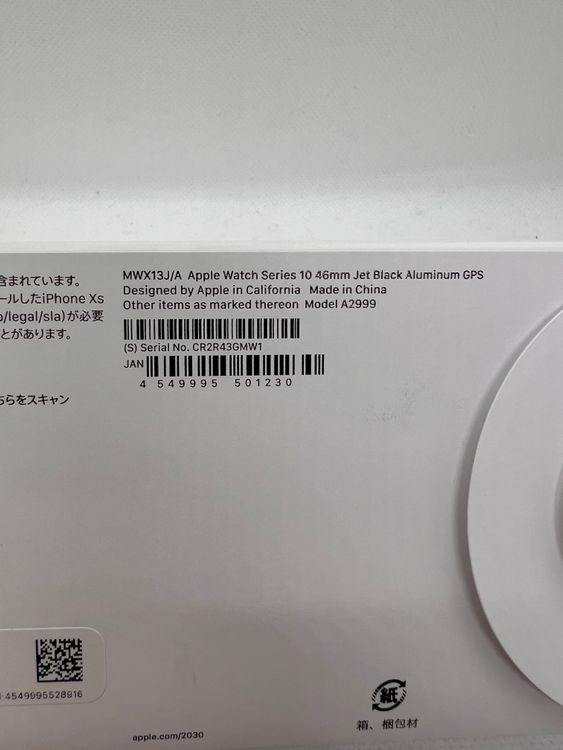 含まれています。
ールしたiPhone Xs
/legal/sla)が必要
とがあります。
ちらをスキャン
MWX13J/A Apple Watch Series 10 46mm Jet Black Aluminum GPS
Designed by Apple in California Made in China
Other items as marked thereon Model A2999
(S) Serial No. CR2R43GMW1
JAN
4 549995 501230
4549995528916
apple.com/2030
紙
箱、梱包材